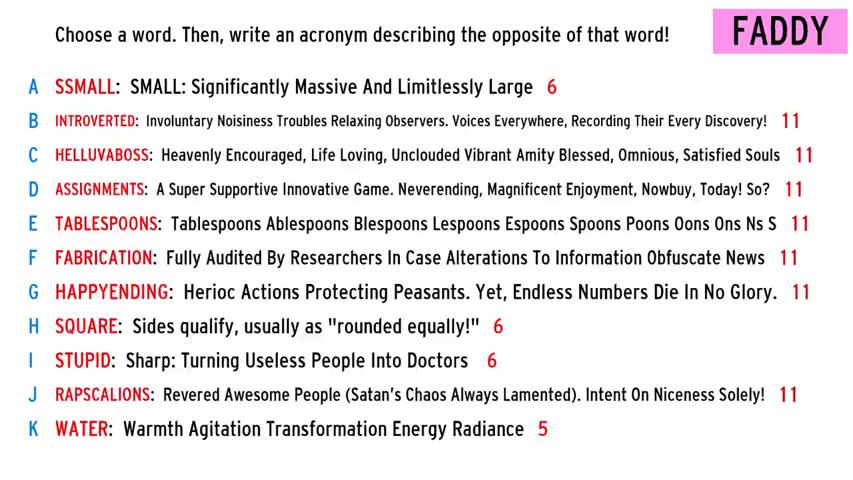 Choose a word. Then, write an acronym describing the opposite of that word!
FADDY
A SSMALL: SMALL: Significantly Massive And Limitlessly Large 6
B INTROVERTED: Involuntary Noisiness Troubles Relaxing Observers. Voices Everywhere, Recording Their Every Discovery! 11
C HELLUVABOSS: Heavenly Encouraged, Life Loving, Unclouded Vibrant Amity Blessed, Omnious, Satisfied Souls 11
D ASSIGNMENTS: A Super Supportive Innovative Game. Neverending, Magnificent Enjoyment, Nowbuy, Today! So? 11
E TABLESPOONS: Tablespoons Ablespoons Blespoons Lespoons Espoons Spoons Poons Oons Ons Ns S 11
F FABRICATION: Fully Audited By Researchers In Case Alterations To Information Obfuscate News 11
G HAPPYENDING: Herioc Actions Protecting Peasants. Yet, Endless Numbers Die In No Glory. 11
H SQUARE: Sides qualify, usually as "rounded equally!" 6
I STUPID: Sharp: Turning Useless People Into Doctors 6
J RAPSCALIONS: Revered Awesome People (Satan's Chaos Always Lamented). Intent On Niceness Solely! 11
K WATER: Warmth Agitation Transformation Energy Radiance 5